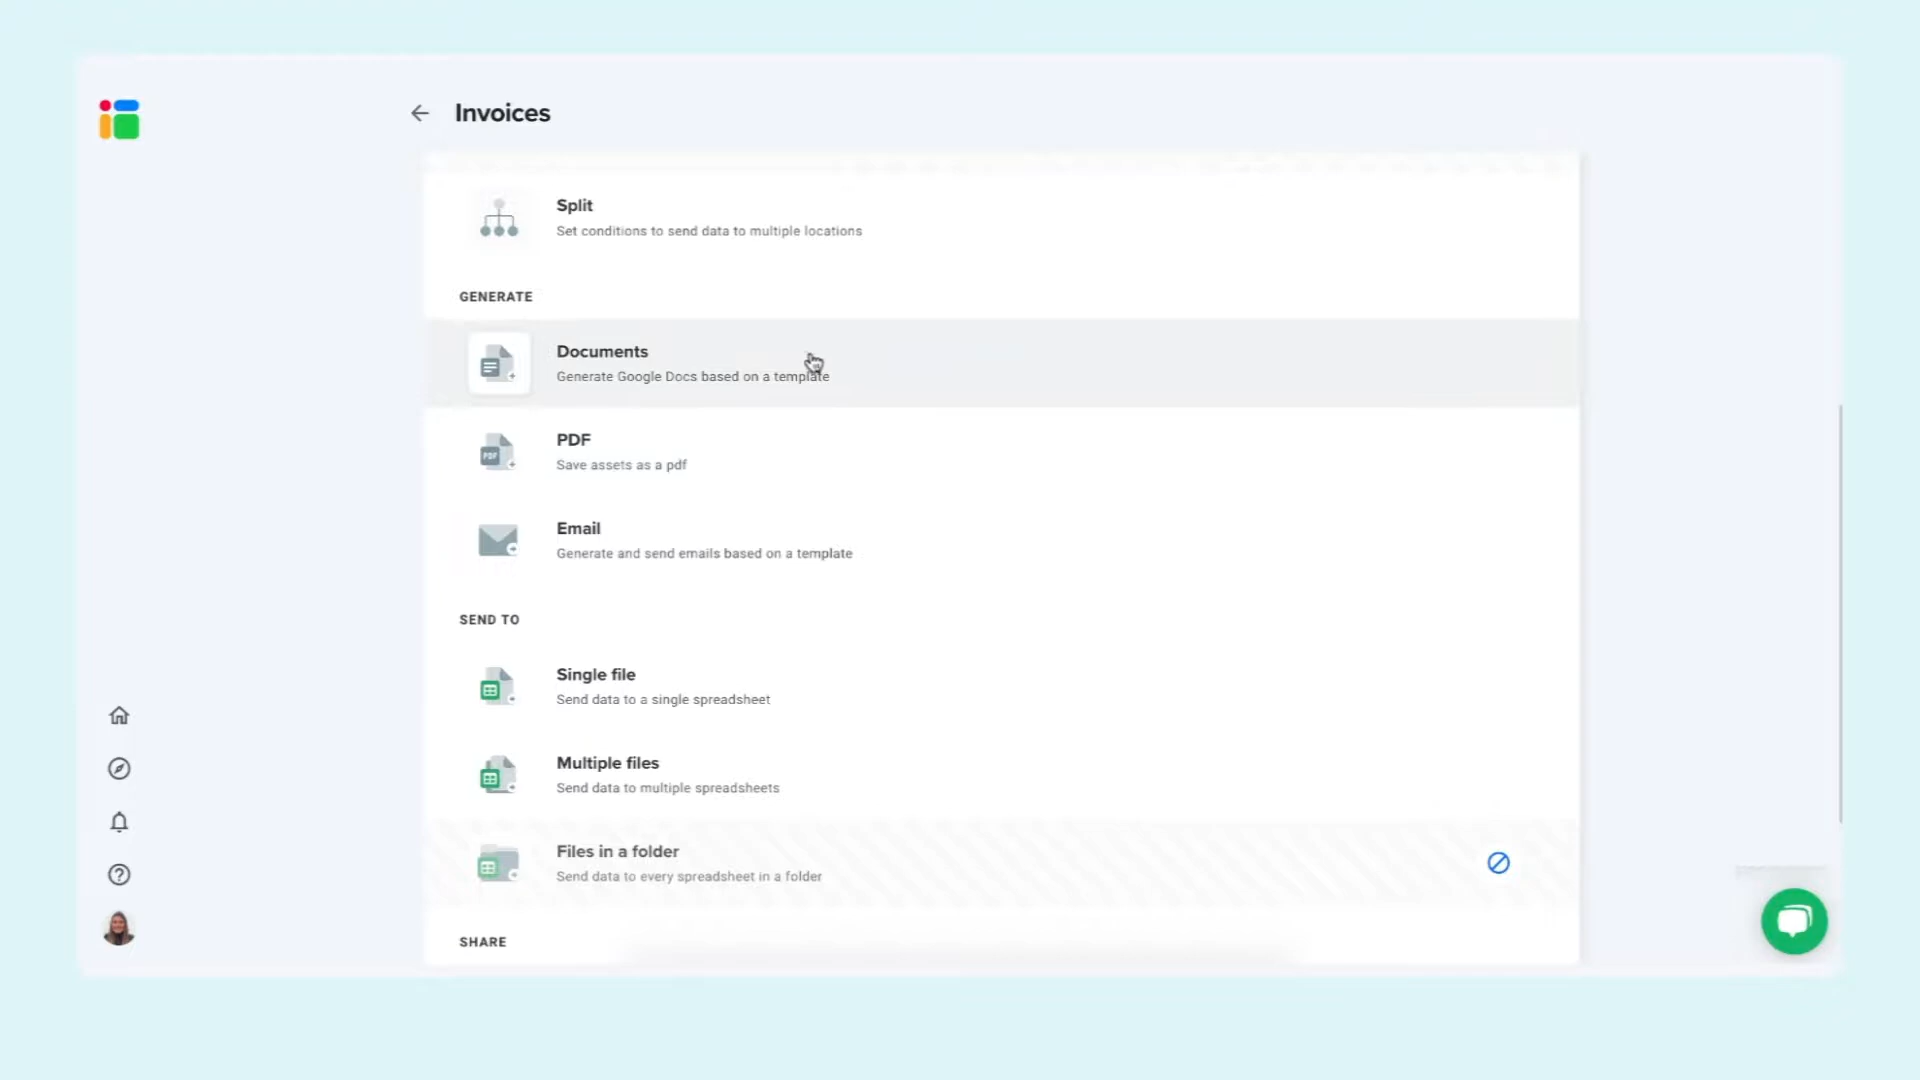 Invoices
Split
Set conditions to send data to multiple locations
GENERATE
Documents
Generate Google Docs based on a template
PDF
PDF
Save assets as a pdf
Email
Generate and send emails based on a template
SEND TO
Single file
Send data to a single spreadsheet
Multiple files
Send data to multiple spreadsheets
Files in a folder
Send data to every spreadsheet in a folder
SHARE